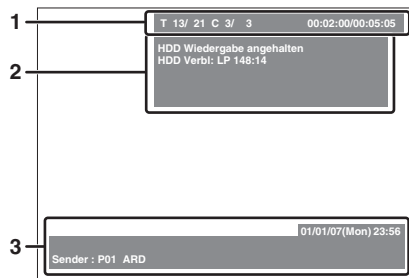 1
T 13/ 21 C 3/ 3 00:02:00/00:05:05
2
HDD Wiedergabe angehalten
HDD Verbl: LP 148:14
3
01/01/07(Mon) 23:56
Sender : P01 ARD